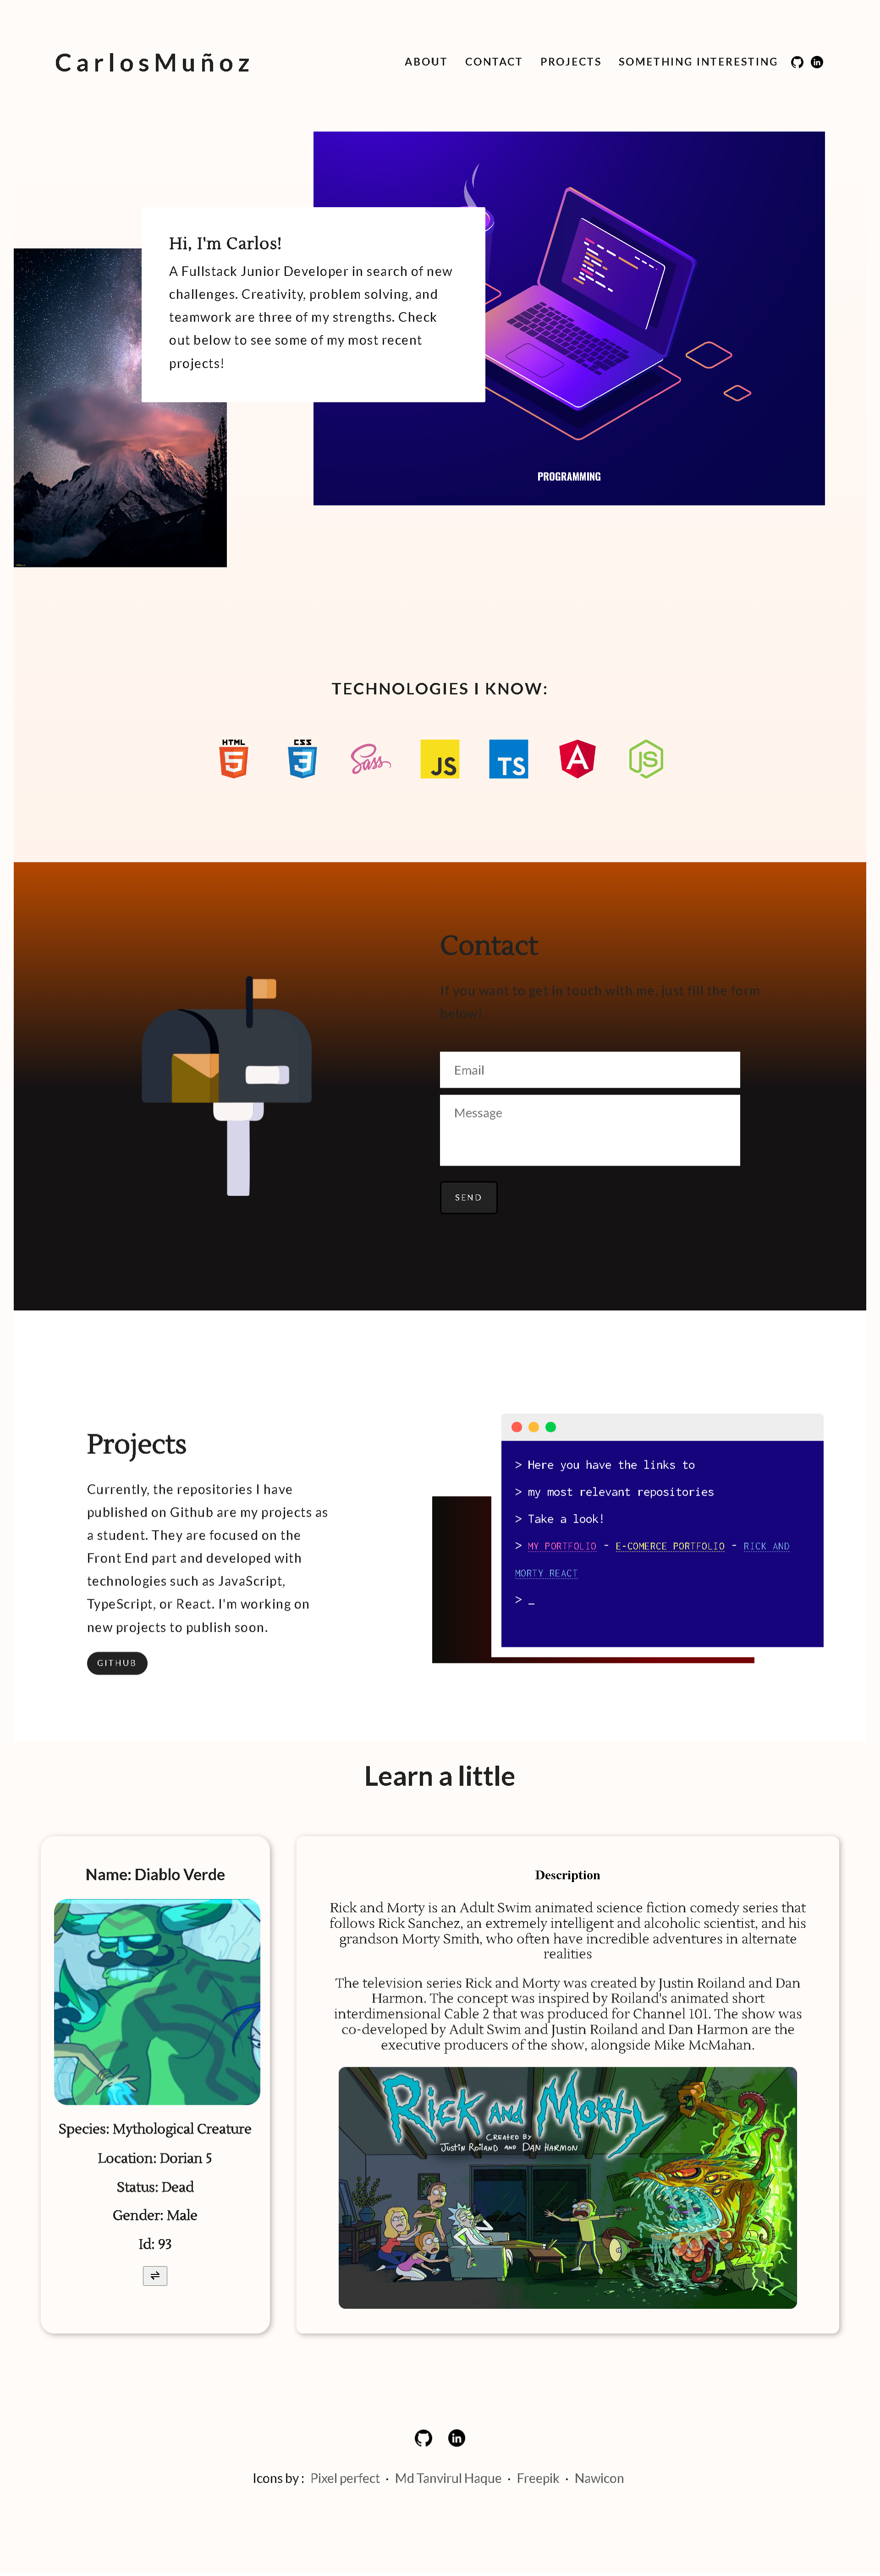 CarlosMuñoz
ABOUT CONTACT PROJECTS SOMETHING INTERESTING
in
Hi, I'm Carlos!
A Fullstack Junior Developer in search of new
challenges. Creativity, problem solving, and
teamwork are three of my strengths. Check
out below to see some of my most recent
projects!
PROGRAMMING
TECHNOLOGIES I KNOW:
HTML 5
CSS 3
Sass
JS
TS
A
JS
Contact
If you want to get in touch with me, just fill the form
below!
Email
Message
SEND
Projects
Currently, the repositories I have
published on Github are my projects as
a student. They are focused on the
Front End part and developed with
technologies such as JavaScript,
TypeScript, or React. I'm working on
new projects to publish soon.
GITHUB
> Here you have the links to
> my most relevant repositories
> Take a look!
> MY PORTFOLIO - E-COMERCE PORTFOLIO - RICK AND
MORTY REACT
> _
Learn a little
Name: Diablo Verde
Species: Mythological Creature
Location: Dorian 5
Status: Dead
Gender: Male
Id: 93
⇌
Description
Rick and Morty is an Adult Swim animated science fiction comedy series that
follows Rick Sanchez, an extremely intelligent and alcoholic scientist, and his
grandson Morty Smith, who often have incredible adventures in alternate
realities
The television series Rick and Morty was created by Justin Roiland and Dan
Harmon. The concept was inspired by Roiland's animated short
interdimensional Cable 2 that was produced for Channel 101. The show was
co-developed by Adult Swim and Justin Roiland and Dan Harmon are the
executive producers of the show, alongside Mike McMahan.
RICK AND MORTY
CREATED BY
JUSTIN ROILAND AND DAN HARMON
in
Icons by : Pixel perfect · Md Tanvirul Haque · Freepik · Nawicon